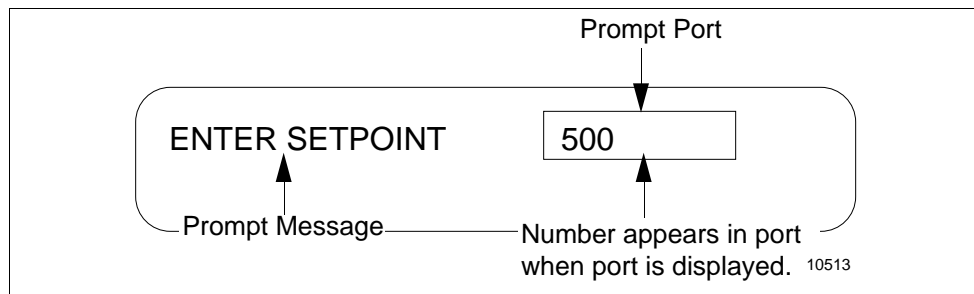 Prompt Port
ENTER SETPOINT 500
Prompt Message
Number appears in port
when port is displayed. 10513